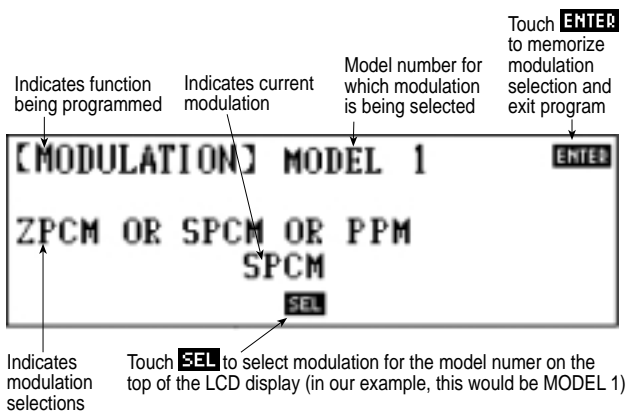 Touch ENTER
to memorize
modulation
selection and
exit program
Model number for
which modulation
is being selected
Indicates current
modulation
Indicates function
being programmed
[MODULATION] MODEL 1 ENTER
ZPCM OR SPCM OR PPM
SPCM
SEL
Indicates
modulation
selections
Touch SEL to select modulation for the model numer on the
top of the LCD display (in our example, this would be MODEL 1)